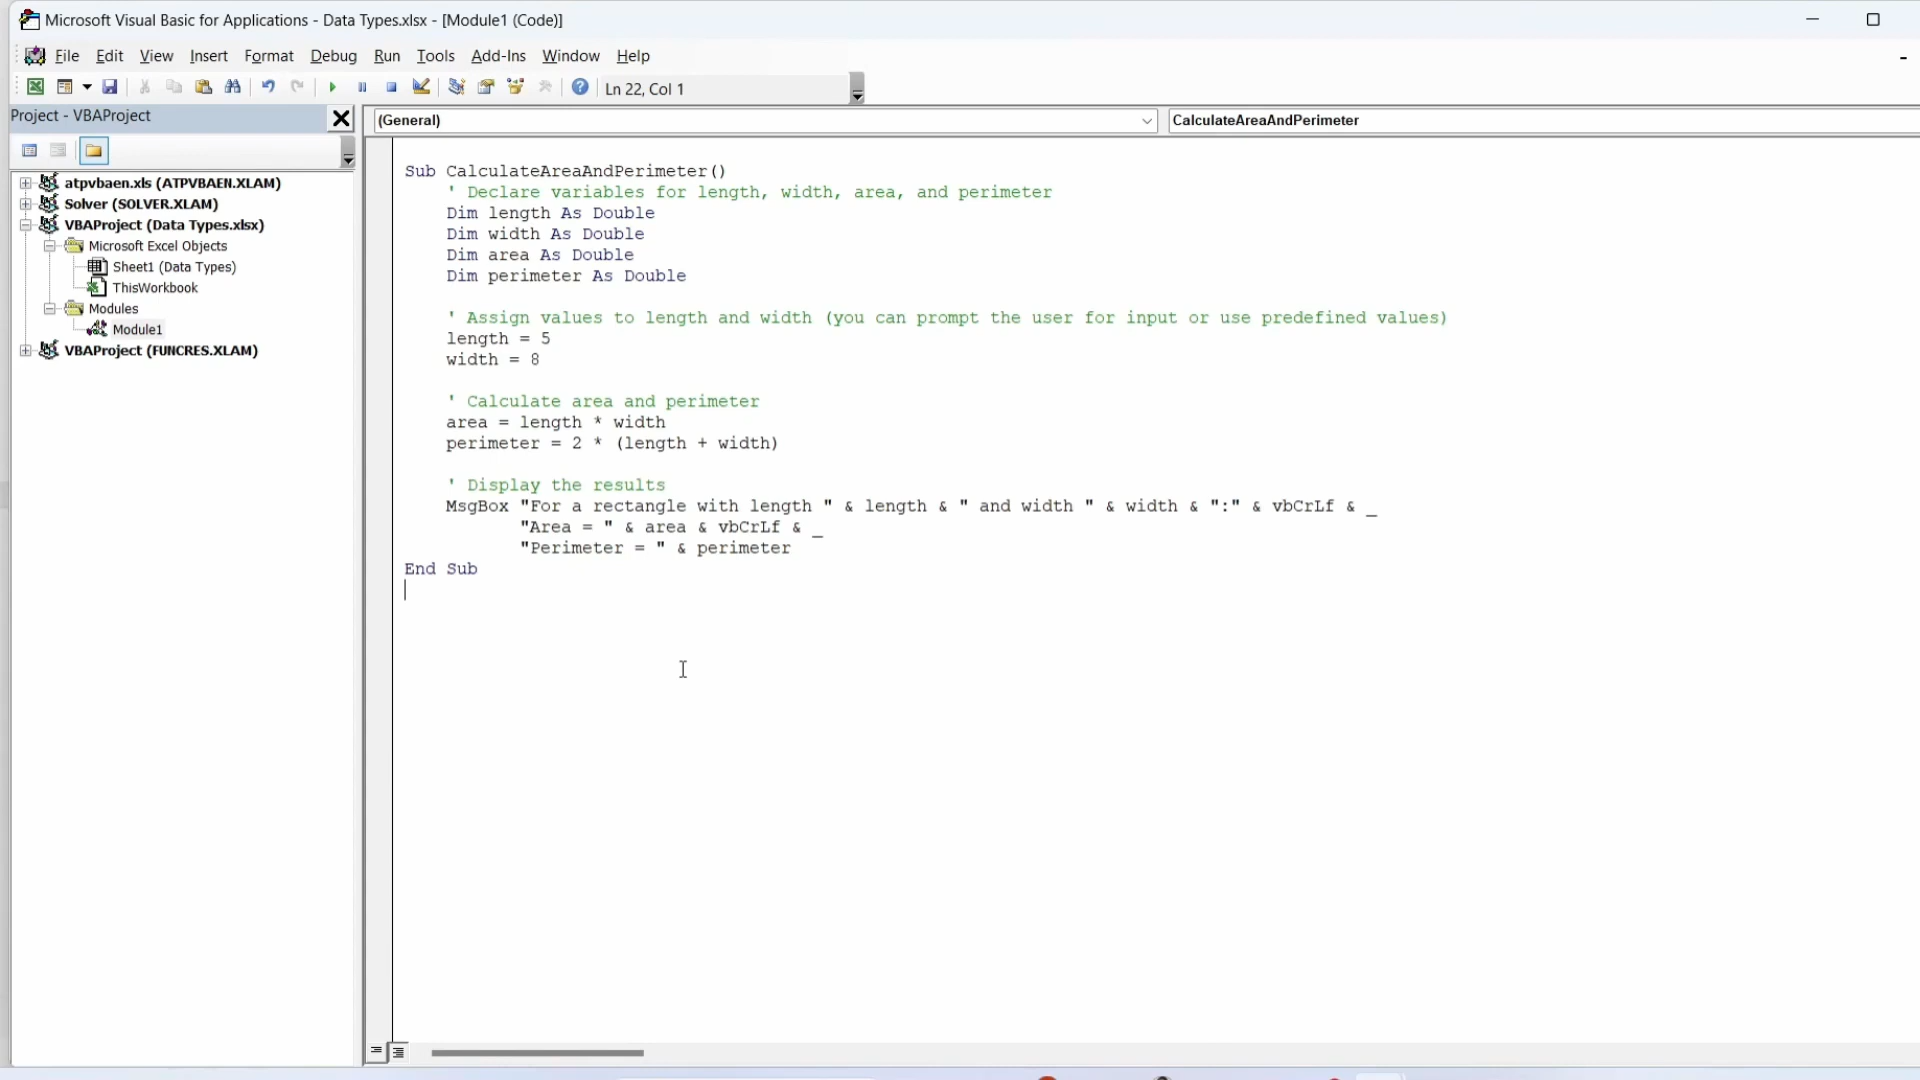 Microsoft Visual Basic for Applications - Data Types.xlsx - [Module1 (Code)]
File Edit View Insert Format Debug Run Tools Add-Ins Window Help
Ln 22, Col 1
Project - VBAProject
(General)
CalculateAreaAndPerimeter
atpvbaen.xls (ATPVBAEN.XLAM)
Solver (SOLVER.XLAM)
VBAProject (Data Types.xlsx)
Microsoft Excel Objects
Sheet1 (Data Types)
ThisWorkbook
Modules
Module1
VBAProject (FUNCRES.XLAM)
Sub CalculateAreaAndPerimeter()
' Declare variables for length, width, area, and perimeter
Dim length As Double
Dim width As Double
Dim area As Double
Dim perimeter As Double
' Assign values to length and width (you can prompt the user for input or use predefined values)
length = 5
width = 8
' Calculate area and perimeter
area = length * width
perimeter = 2 * (length + width)
' Display the results
MsgBox "For a rectangle with length " & length & " and width " & width & ":" & vbCrLf & _
"Area = " & area & vbCrLf & _
"Perimeter = " & perimeter
End Sub